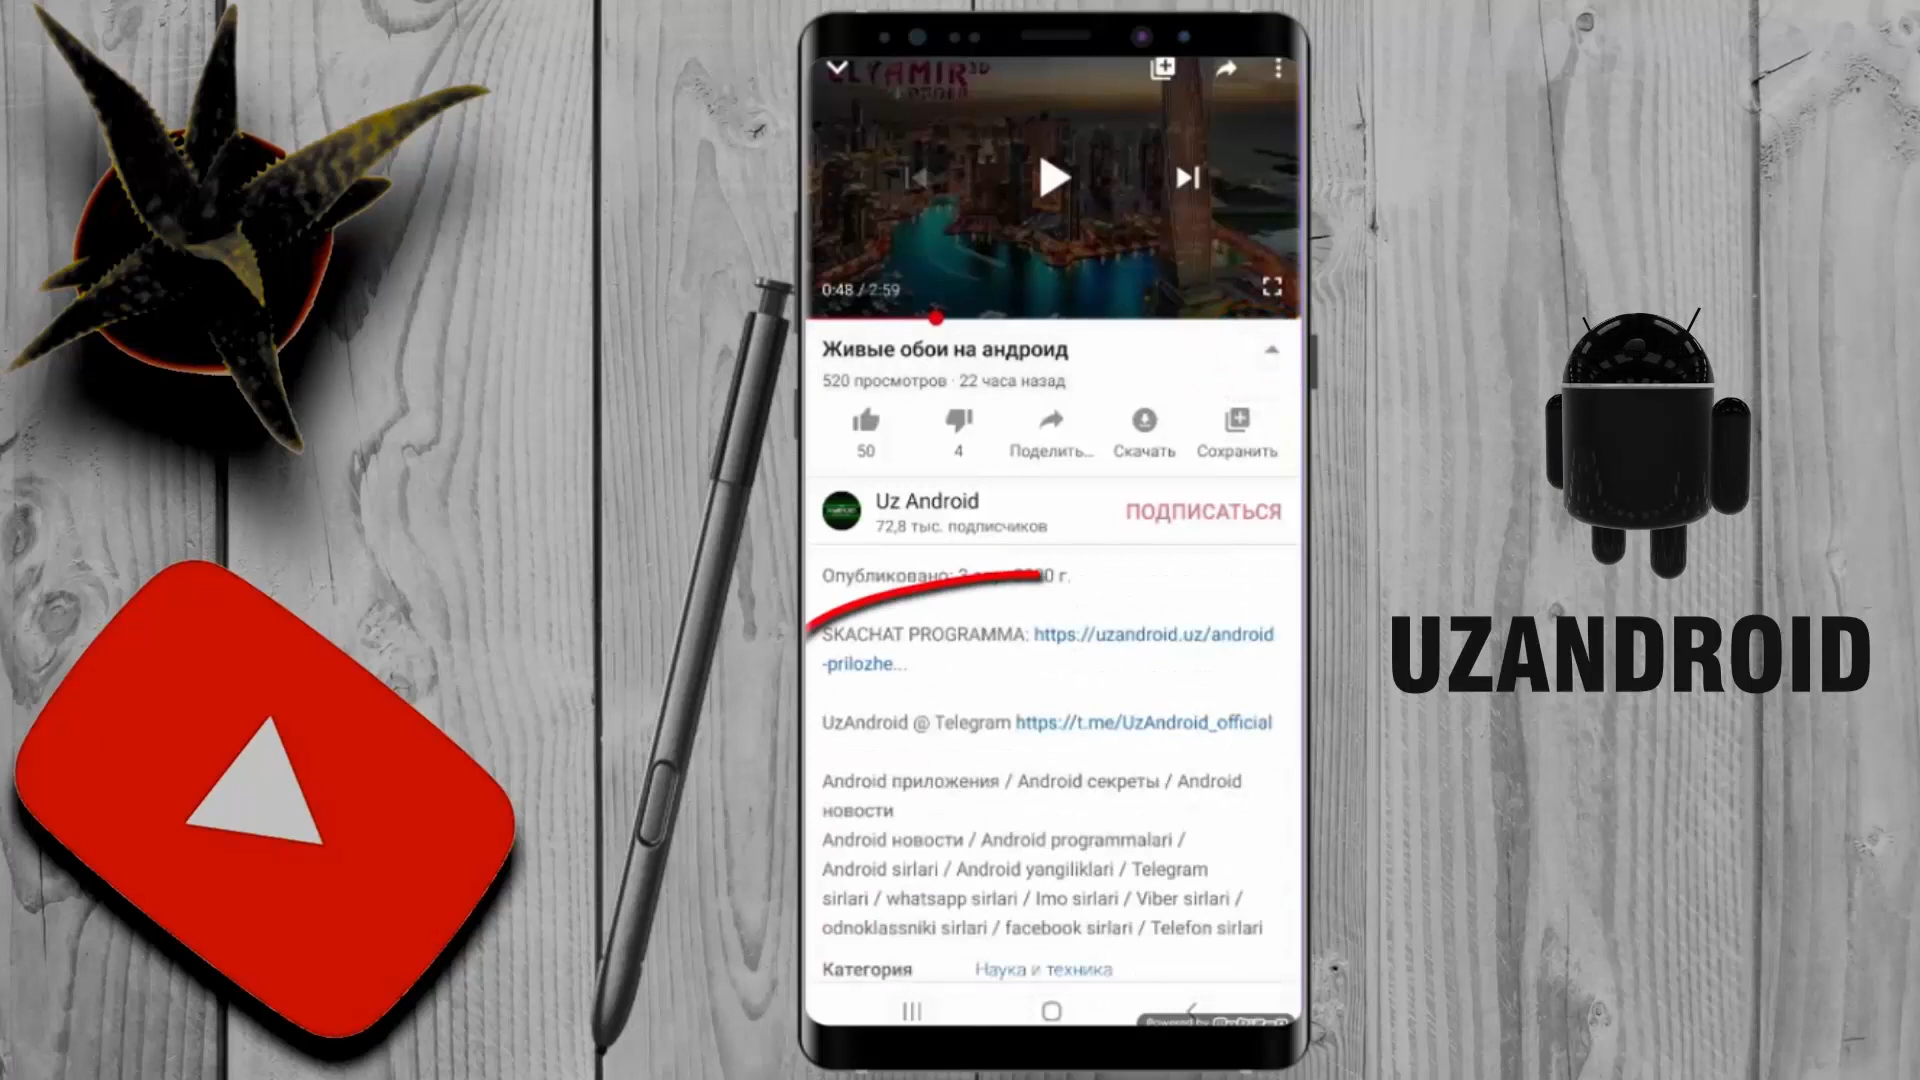 ELYAMIR
0:48 / 2:59
Живые обои на андроид
520 просмотров · 22 часа назад
50
4
Поделить...
Скачать
Сохранить
Uz Android
72,8 тыс. подписчиков
ПОДПИСАТЬСЯ
Опубликовано: г.
SKACHAT PROGRAMMA: https://uzandroid.uz/android
-prilozhe...
UzAndroid @ Telegram https://t.me/UzAndroid_official
Android приложения / Android секреты / Android
новости
Android новости / Android programmalari /
Android sirlari / Android yangiliklari / Telegram
sirlari / whatsapp sirlari / Imo sirlari / Viber sirlari /
odnoklassniki sirlari / facebook sirlari / Telefon sirlari
Категория
Наука и техника
Powered by
UZANDROID